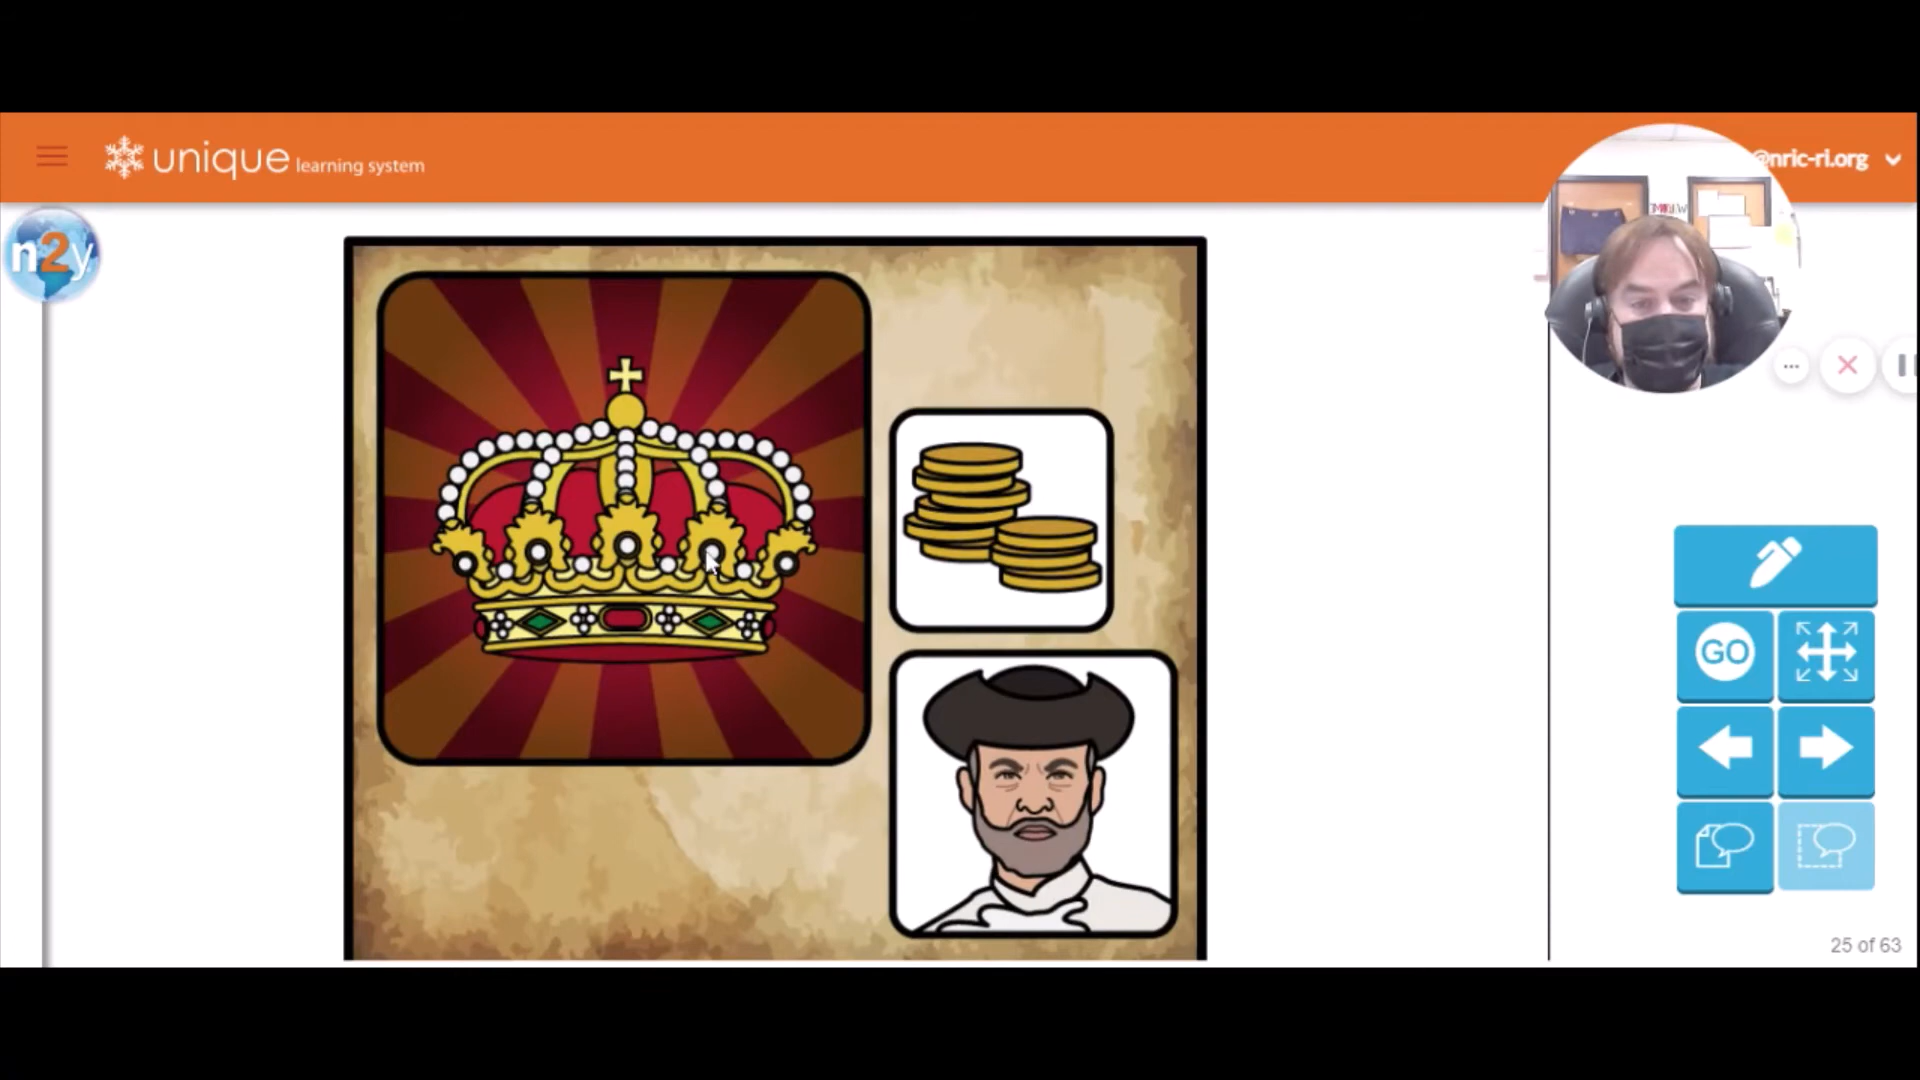 unique learning system
@nric-ri.org
n2y
GO
25 of 63